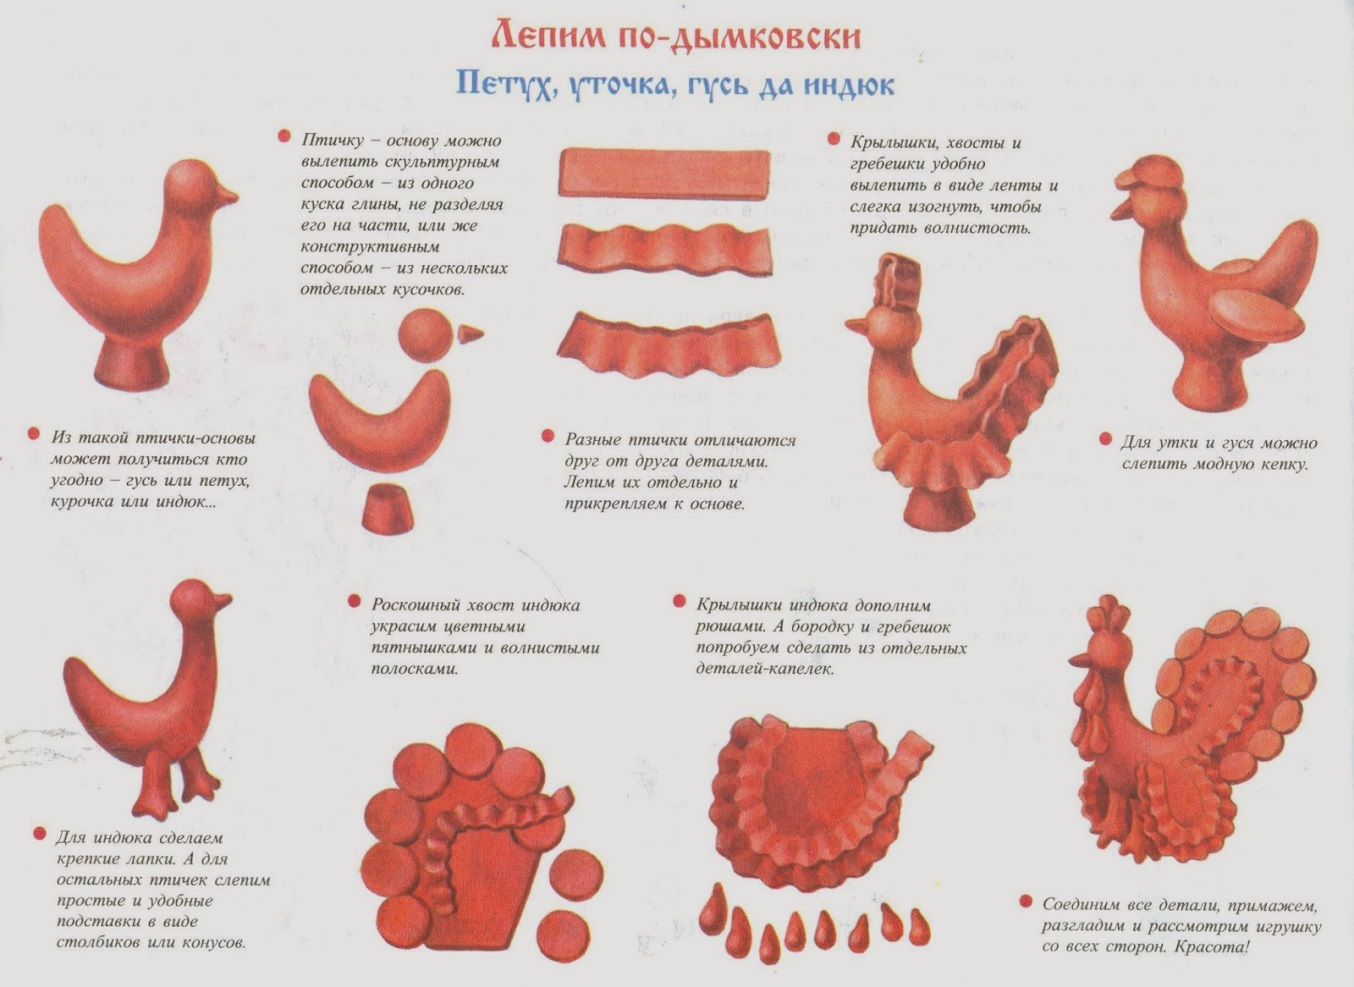 Лепим по-дымковски
Петух, уточка, гусь да индюк
Птичку – основу можно
вылепить скульптурным
способом – из одного
куска глины, не разделяя
его на части, или же
конструктивным
способом – из нескольких
отдельных кусочков.
Крылышки, хвосты и
гребешки удобно
вылепить в виде ленты и
слегка изогнуть, чтобы
придать волнистость.
Из такой птички-основы
может получиться кто
угодно – гусь или петух,
курочка или индюк...
Разные птички отличаются
друг от друга деталями.
Лепим их отдельно и
прикрепляем к основе.
Для утки и гуся можно
слепить модную кепку.
Роскошный хвост индюка
украсим цветными
пятнышками и волнистыми
полосками.
Крылышки индюка дополним
рюшами. А бородку и гребешок
попробуем сделать из отдельных
деталей-капелек.
Для индюка сделаем
крепкие лапки. А для
остальных птичек слепим
простые и удобные
подставки в виде
столбиков или конусов.
Соединим все детали, примажем,
разгладим и рассмотрим игрушку
со всех сторон. Красота!